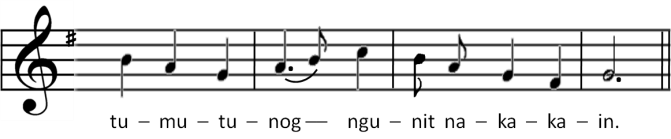 tu – mu – tu – nog — ngu – nit na – ka – ka – in.